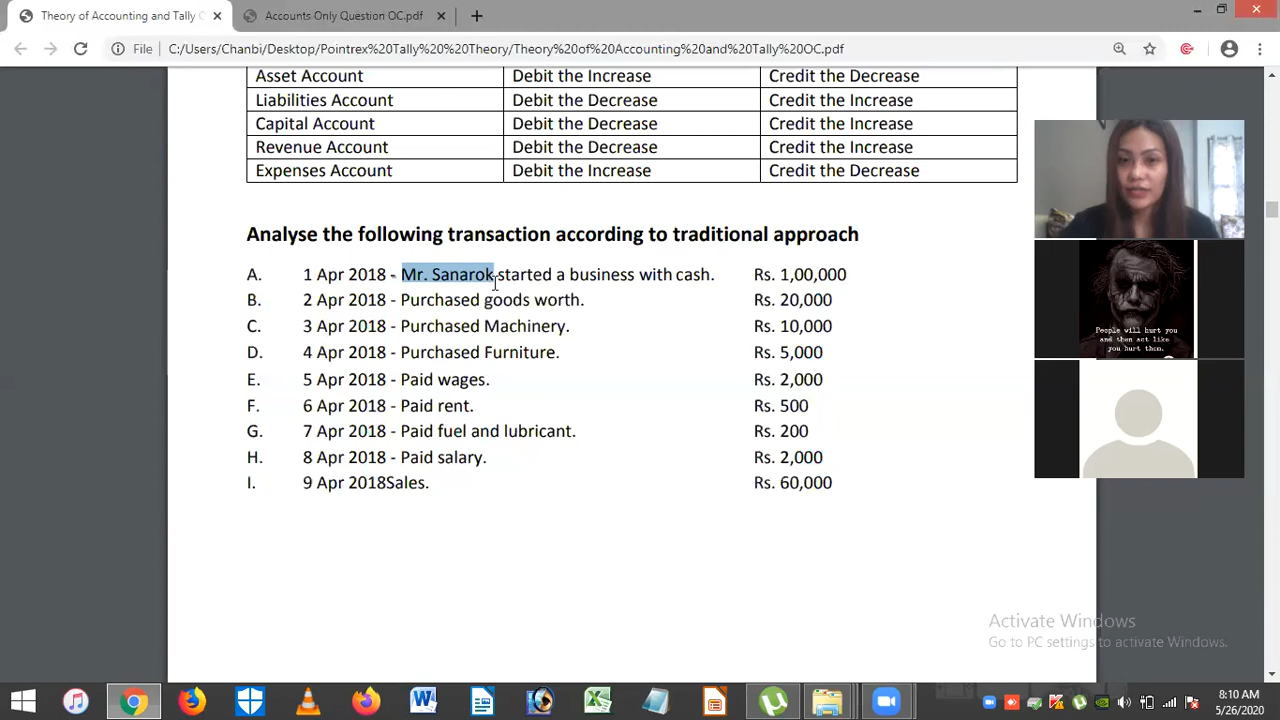 Theory of Accounting and Tally O
Accounts Only Question OC.pdf
File
C:/Users/Chanbi/Desktop/Pointrex%20Tally%20%20Theory/Theory%20of%20Accounting%20and%20Tally%20OC.pdf
Asset Account Debit the Increase Credit the Decrease
Liabilities Account Debit the Decrease Credit the Increase
Capital Account Debit the Decrease Credit the Increase
Revenue Account Debit the Decrease Credit the Increase
Expenses Account Debit the Increase Credit the Decrease
Analyse the following transaction according to traditional approach
A. 1 Apr 2018 - Mr. Sanarok started a business with cash. Rs. 1,00,000
B. 2 Apr 2018 - Purchased goods worth. Rs. 20,000
C. 3 Apr 2018 - Purchased Machinery. Rs. 10,000
D. 4 Apr 2018 - Purchased Furniture. Rs. 5,000
E. 5 Apr 2018 - Paid wages. Rs. 2,000
F. 6 Apr 2018 - Paid rent. Rs. 500
G. 7 Apr 2018 - Paid fuel and lubricant. Rs. 200
H. 8 Apr 2018 - Paid salary. Rs. 2,000
I. 9 Apr 2018Sales. Rs. 60,000
People will hurt you
and then act like
you hurt them.
Activate Windows
Go to PC settings to activate Windows.
8:10 AM
5/26/2020